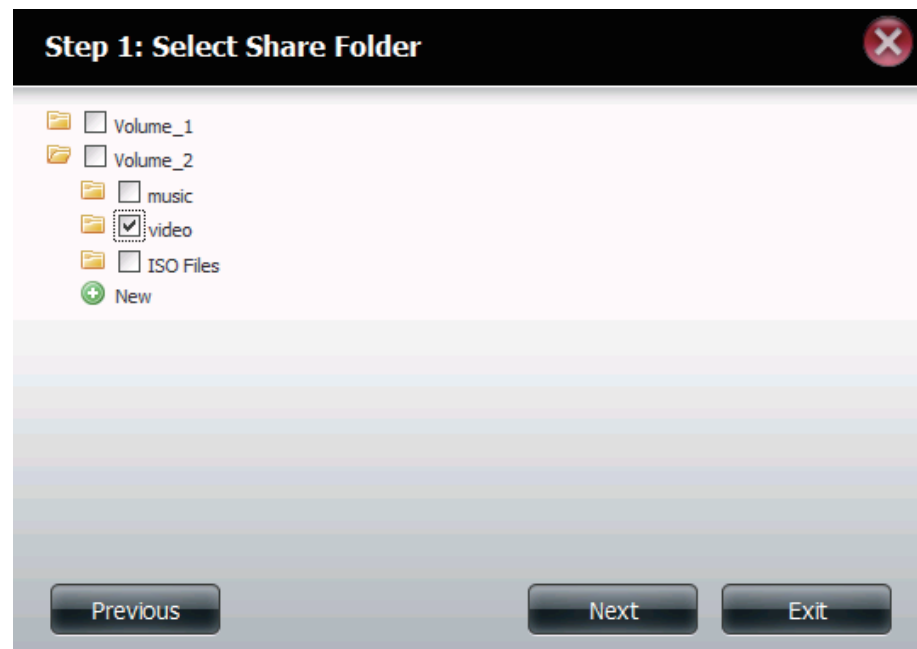 Step 1: Select Share Folder
Volume_1
Volume_2
music
video
ISO Files
New
Previous
Next
Exit